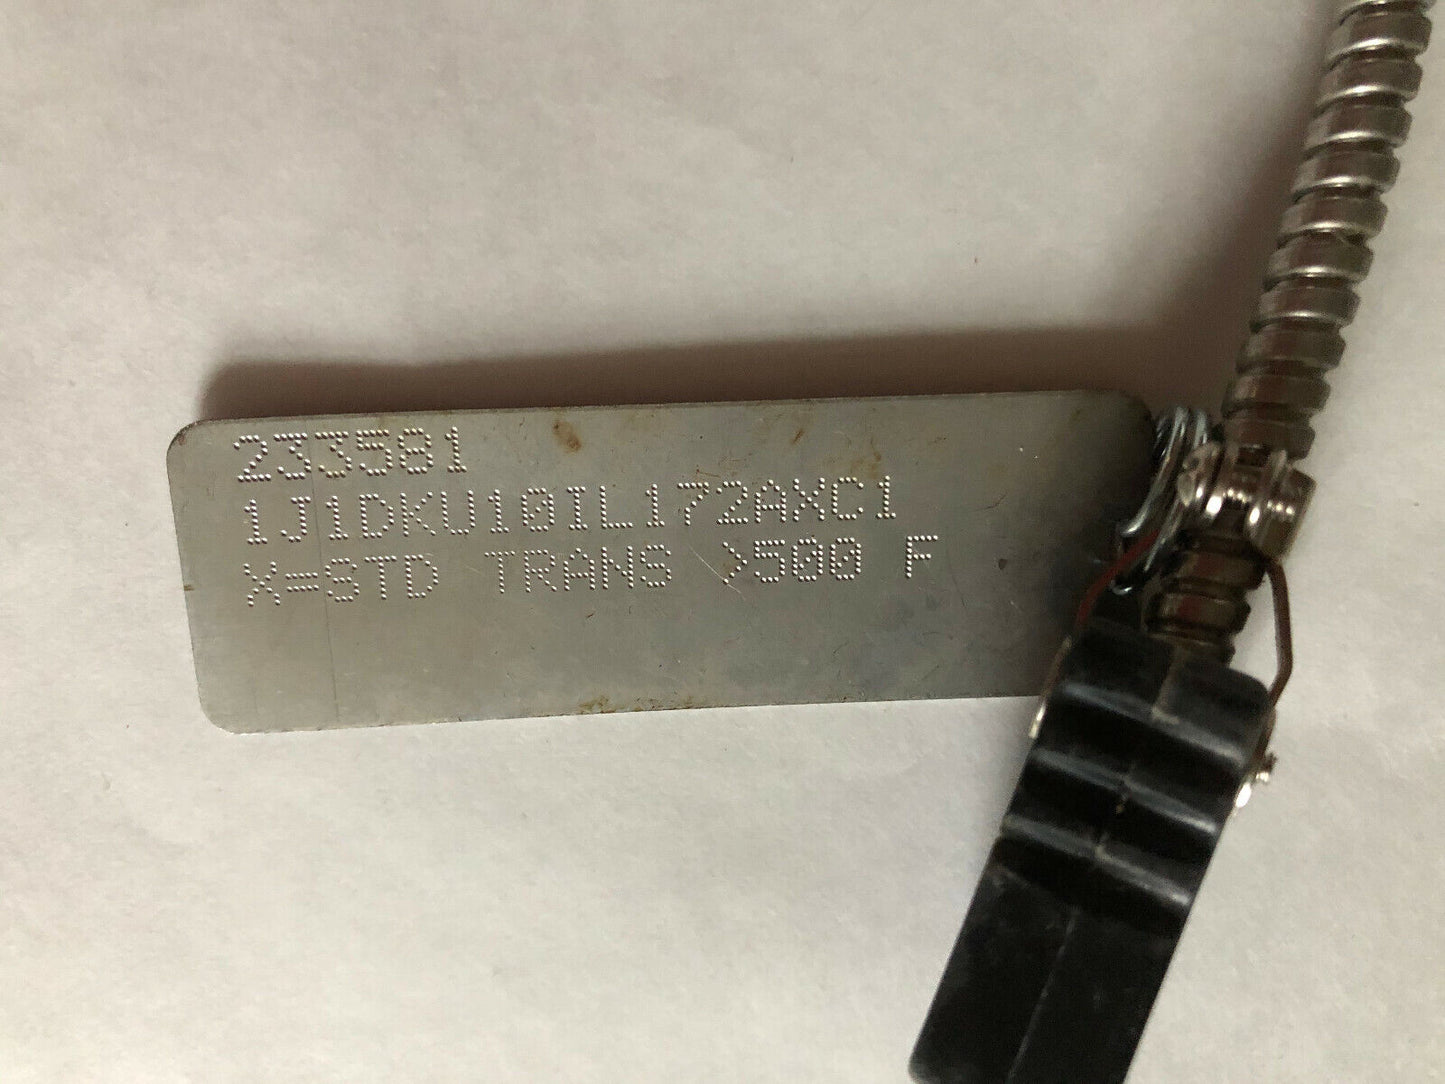 233581
1J1DKU10IL172AXC1
X=STD TRANS >500 F